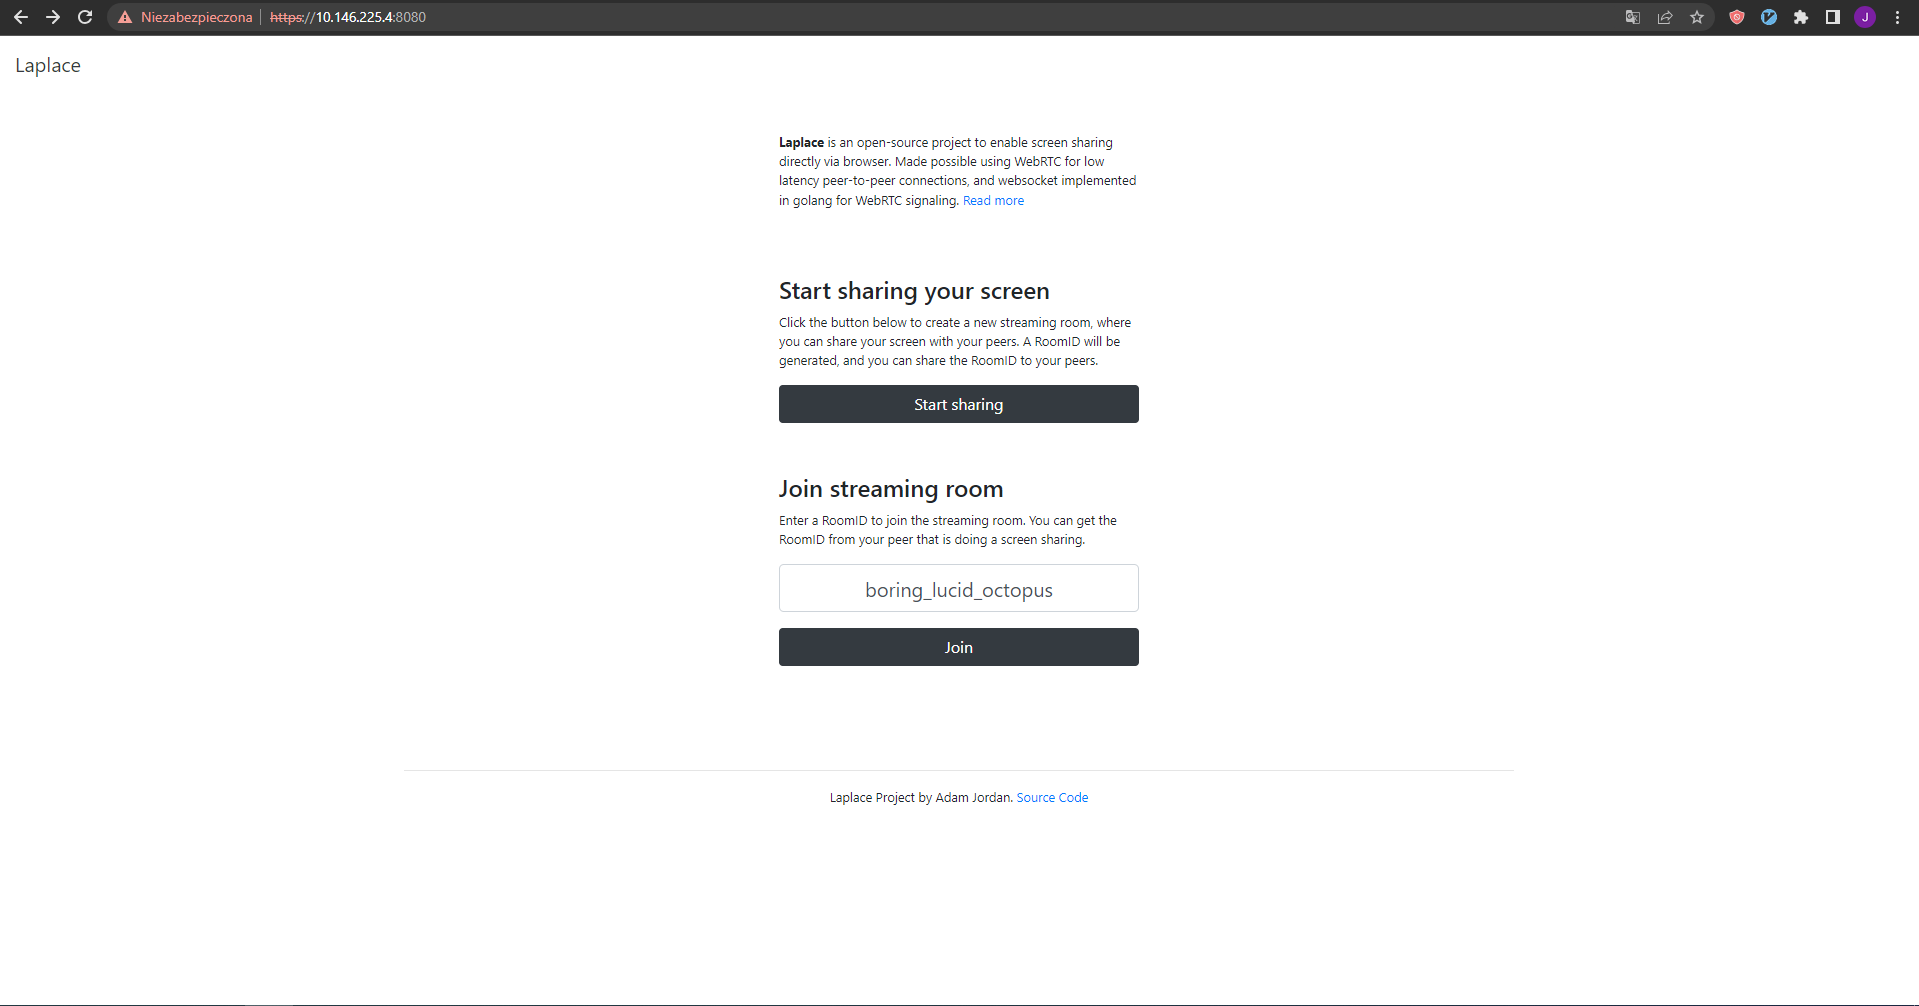 Niezabezpieczona https://10.146.225.4:8080
J
Laplace
Laplace is an open-source project to enable screen sharing
directly via browser. Made possible using WebRTC for low
latency peer-to-peer connections, and websocket implemented
in golang for WebRTC signaling. Read more
Start sharing your screen
Click the button below to create a new streaming room, where
you can share your screen with your peers. A RoomID will be
generated, and you can share the RoomID to your peers.
Start sharing
Join streaming room
Enter a RoomID to join the streaming room. You can get the
RoomID from your peer that is doing a screen sharing.
boring_lucid_octopus
Join
Laplace Project by Adam Jordan. Source Code